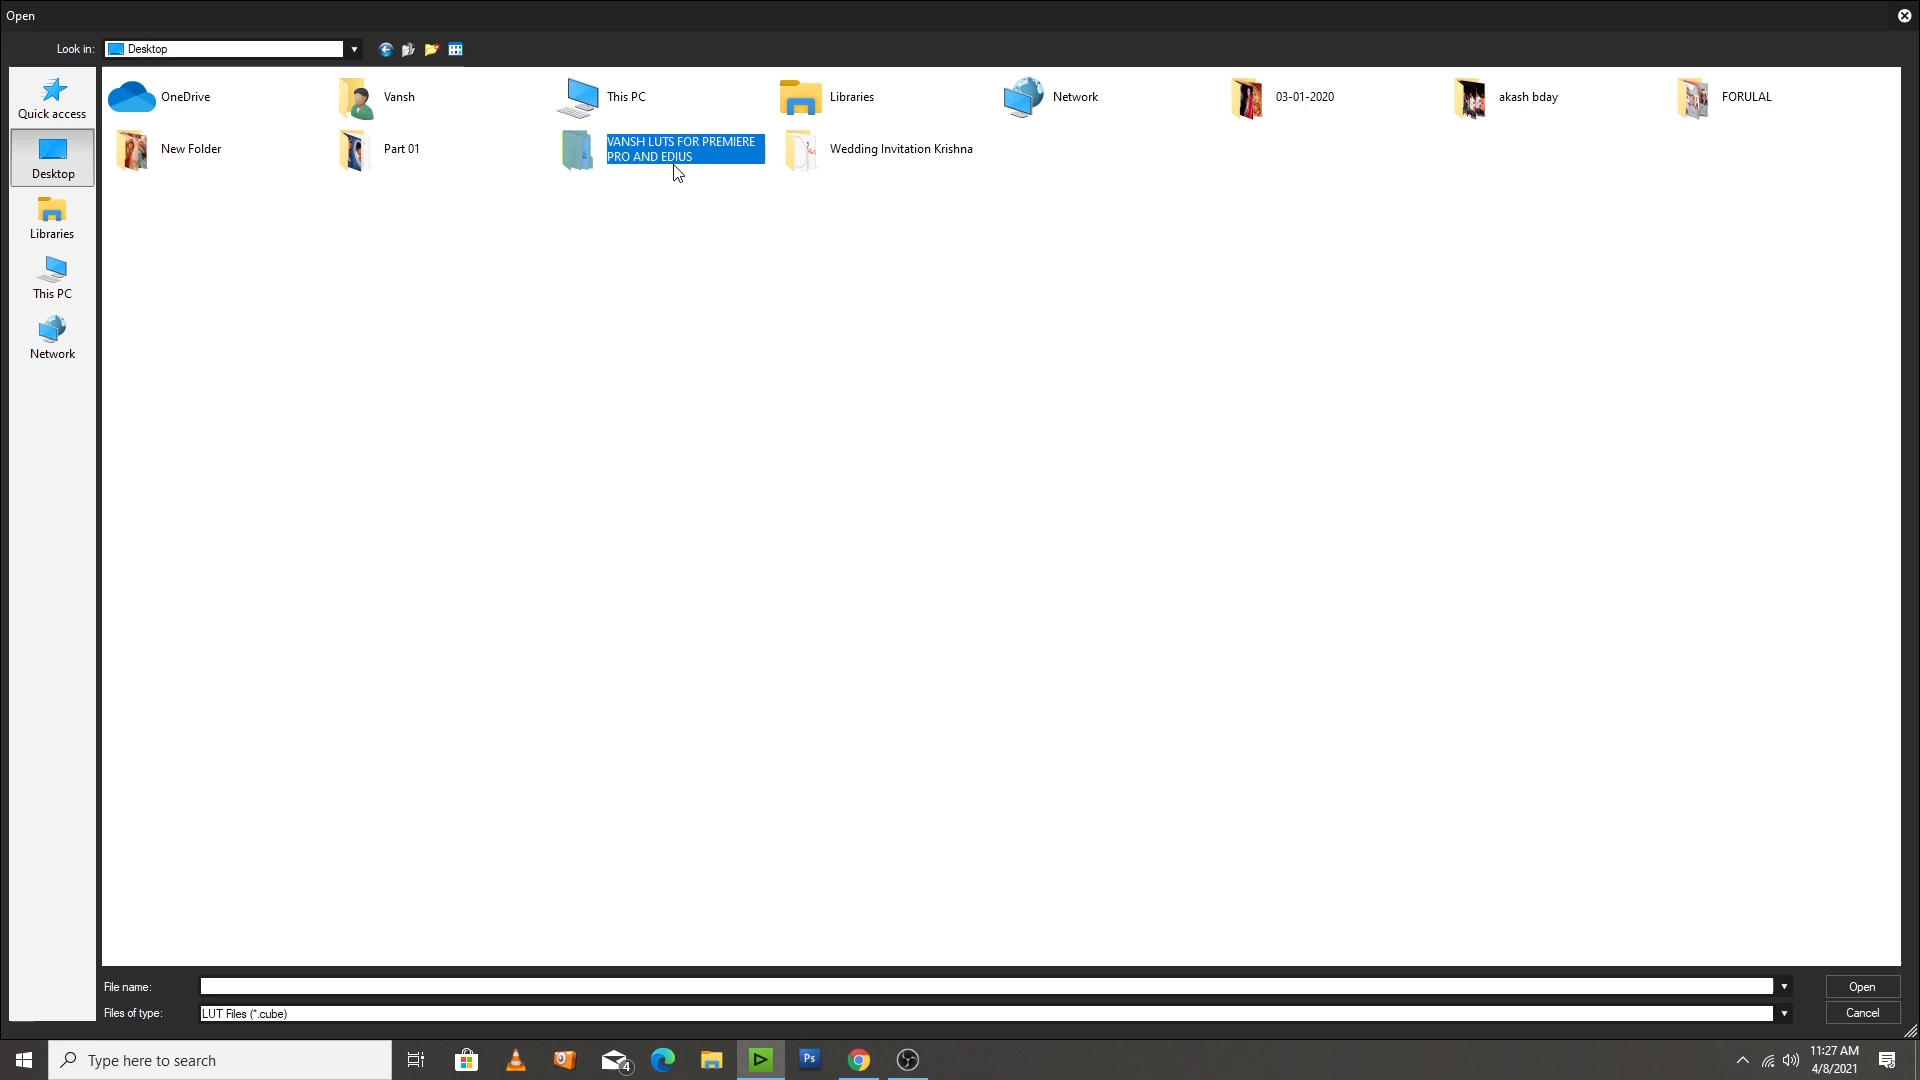 Open
Look in:
Desktop
Quick access
Desktop
Libraries
This PC
Network
OneDrive
Vansh
This PC
Libraries
Network
03-01-2020
akash bday
FORULAL
New Folder
Part 01
VANSH LUTS FOR PREMIERE
PRO AND EDIUS
Wedding Invitation Krishna
File name:
Open
Files of type:
LUT Files (*.cube)
Cancel
Type here to search
4
Ps
11:27 AM
4/8/2021